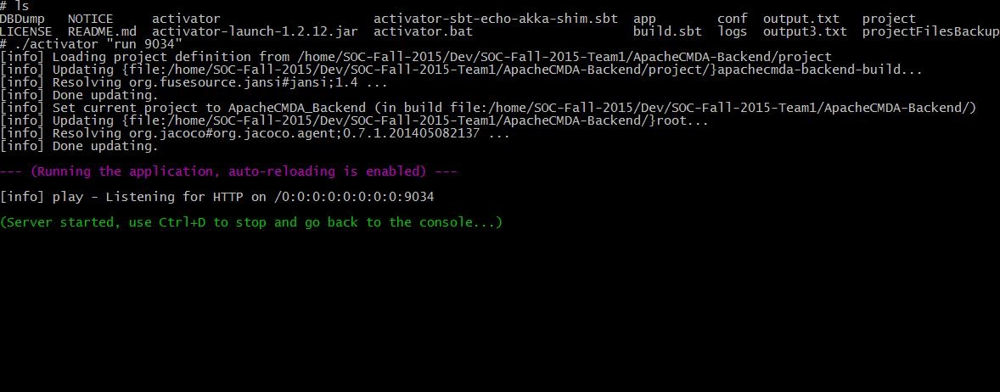 # ls
DBDump   NOTICE     activator                      activator-sbt-echo-akka-shim.sbt  app        conf  output.txt   project
LICENSE  README.md  activator-launch-1.2.12.jar  activator.bat                     build.sbt  logs  output3.txt  projectFilesBackup
# ./activator "run 9034"
[info] Loading project definition from /home/SOC-Fall-2015/Dev/SOC-Fall-2015-Team1/ApacheCMDA-Backend/project
[info] Updating {file:/home/SOC-Fall-2015/Dev/SOC-Fall-2015-Team1/ApacheCMDA-Backend/project/}apachecmda-backend-build...
[info] Resolving org.fusesource.jansi#jansi;1.4 ...
[info] Done updating.
[info] Set current project to ApacheCMDA_Backend (in build file:/home/SOC-Fall-2015/Dev/SOC-Fall-2015-Team1/ApacheCMDA-Backend/)
[info] Updating {file:/home/SOC-Fall-2015/Dev/SOC-Fall-2015-Team1/ApacheCMDA-Backend/}root...
[info] Resolving org.jacoco#org.jacoco.agent;0.7.1.201405082137 ...
[info] Done updating.
--- (Running the application, auto-reloading is enabled) ---
[info] play - Listening for HTTP on /0:0:0:0:0:0:0:0:9034
(Server started, use Ctrl+D to stop and go back to the console...)